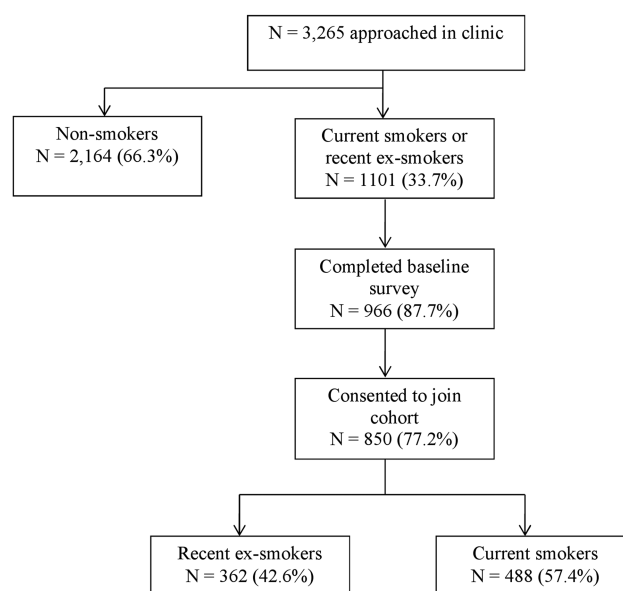 N = 3,265 approached in clinic
Non-smokers
N = 2,164 (66.3%)
Current smokers or
recent ex-smokers
N = 1101 (33.7%)
Completed baseline
survey
N = 966 (87.7%)
Consented to join
cohort
N = 850 (77.2%)
Recent ex-smokers
N = 362 (42.6%)
Current smokers
N = 488 (57.4%)